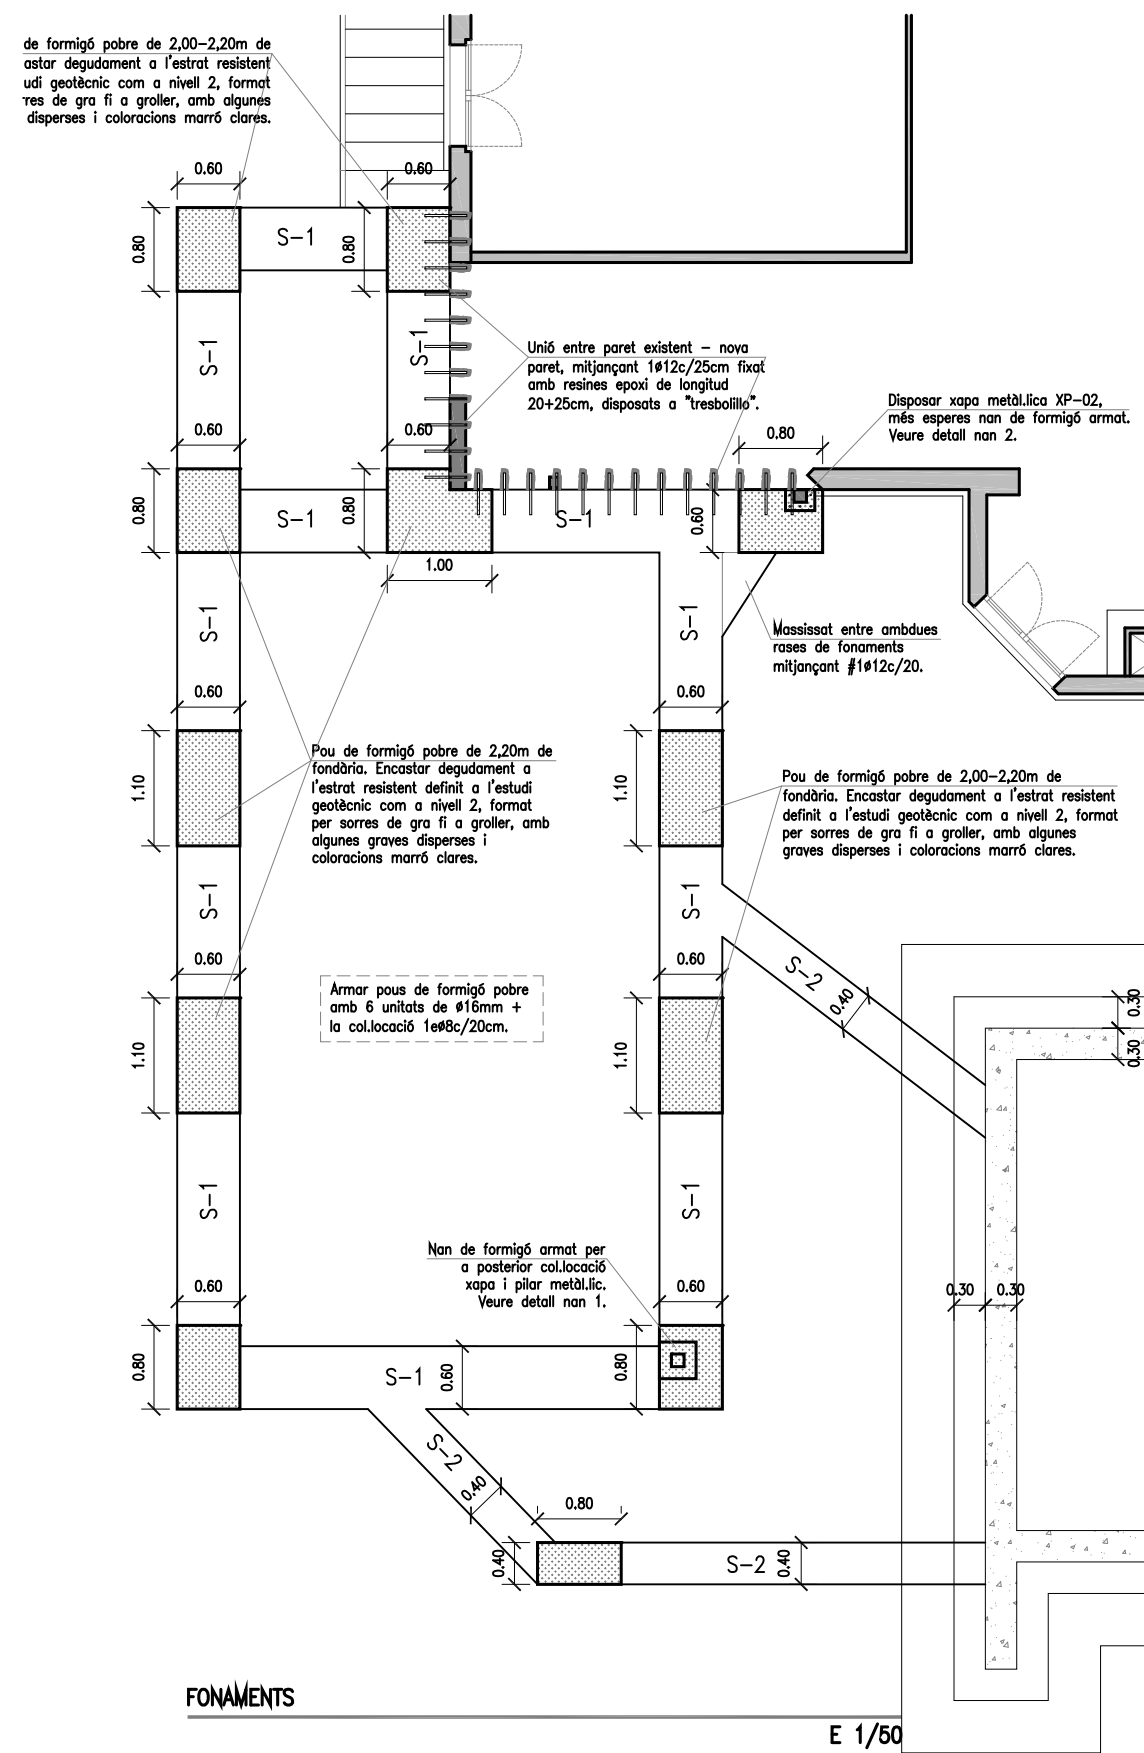 de formigó pobre de 2,00-2,20m de
astar degudament a l'estrat resistent
udi geotècnic com a nivell 2, format
res de gra fi a groller, amb algunes
disperses i coloracions marró clares.
0.60
0.60
0.80
S-1
0.80
S-1
S-1
Unió entre paret existent - nova
paret, mitjançant 1ø12c/25cm fixat
amb resines epoxi de longitud
20+25cm, disposats a "tresbolillo".
Disposar xapa metàl.lica XP-02,
més esperes nan de formigó armat.
Veure detall nan 2.
0.60
0.60
0.80
0.80
S-1
0.80
S-1
0.60
1.00
S-1
S-1
Massissat entre ambdues
rases de fonaments
mitjançant #1ø12c/20.
0.60
0.60
1.10
1.10
Pou de formigó pobre de 2,20m de
fondària. Encastar degudament a
l'estrat resistent definit a l'estudi
geotècnic com a nivell 2, format
per sorres de gra fi a groller, amb
algunes graves disperses i
coloracions marró clares.
Pou de formigó pobre de 2,00-2,20m de
fondària. Encastar degudament a l'estrat resistent
definit a l'estudi geotècnic com a nivell 2, format
per sorres de gra fi a groller, amb algunes
graves disperses i coloracions marró clares.
S-1
S-1
0.60
0.60
S-2
0.40
Armar pous de formigó pobre
amb 6 unitats de ø16mm +
la col.locació 1eø8c/20cm.
0.30
0.30
1.10
1.10
S-1
S-1
Nan de formigó armat per
a posterior col.locació
xapa i pilar metàl.lic.
Veure detall nan 1.
0.60
0.60
0.30
0.30
0.80
S-1
0.60
0.80
S-2
0.40
0.80
0.40
S-2
0.40
FONAMENTS
E 1/50